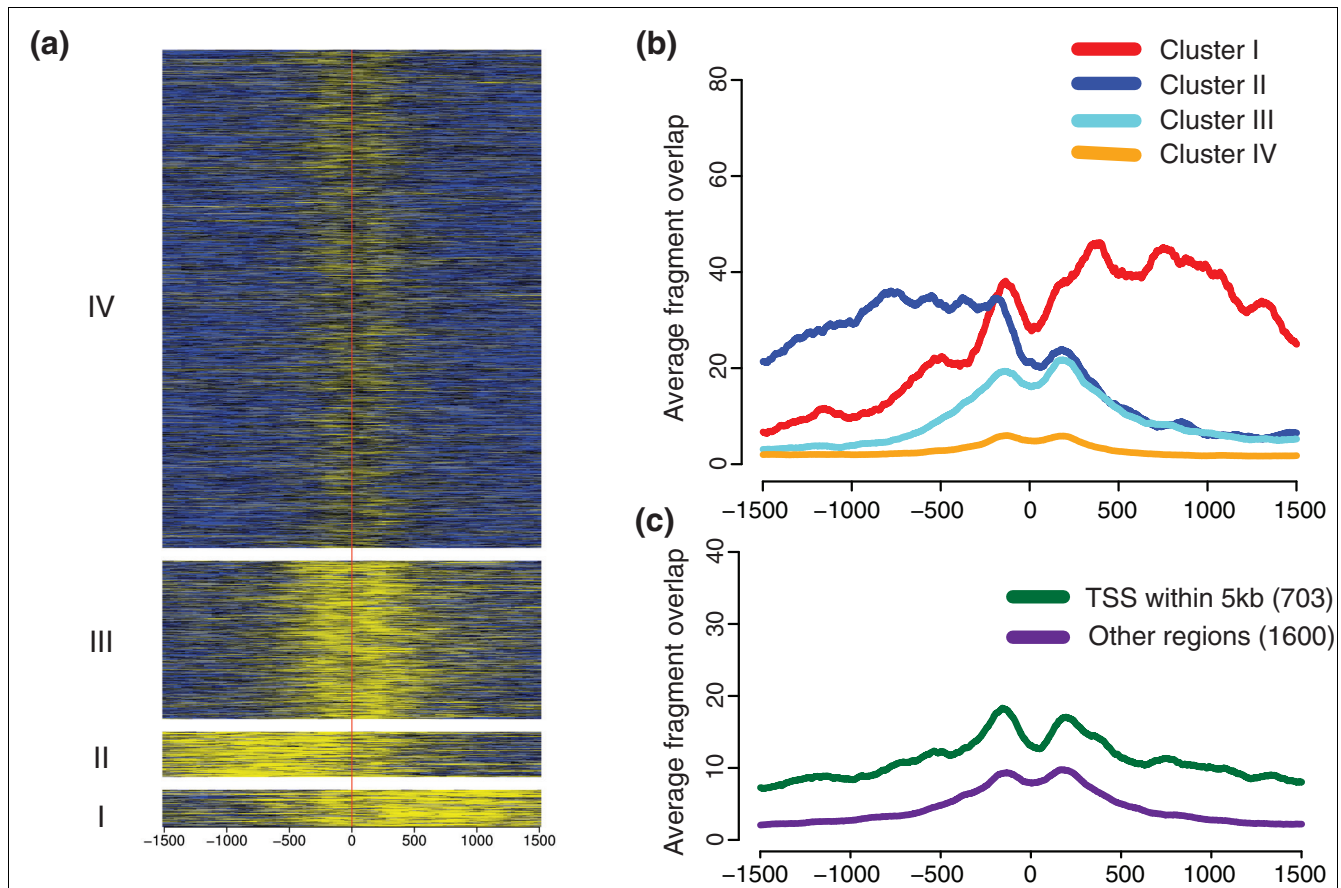 (a)
IV
III
II
I
−1500 −1000 −500 0 500 1000 1500
(b)
Cluster I
Cluster II
Cluster III
Cluster IV
Average fragment overlap
80
60
40
20
0
−1500 −1000 −500 0 500 1000 1500
(c)
TSS within 5kb (703)
Other regions (1600)
Average fragment overlap
40
30
20
10
0
−1500 −1000 −500 0 500 1000 1500